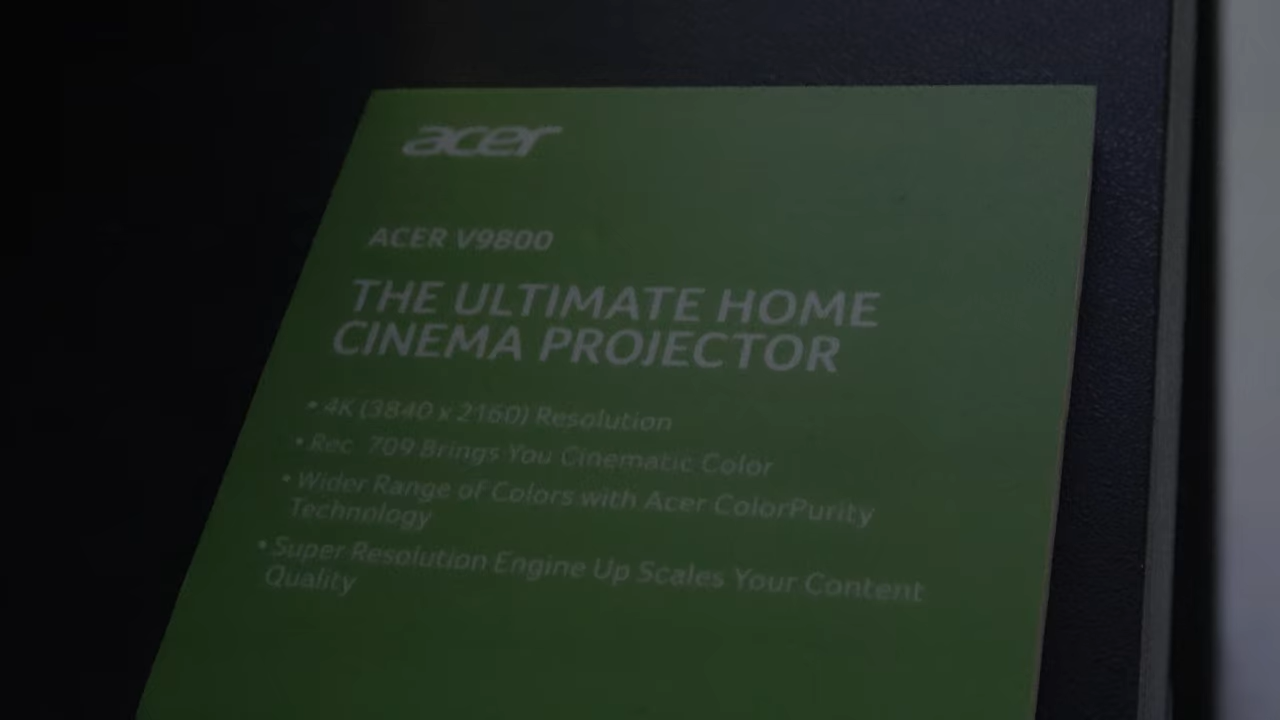 acer
ACER V9800
THE ULTIMATE HOME
CINEMA PROJECTOR
• 4K (3840 x 2160) Resolution
• Rec 709 Brings You Cinematic Color
• Wider Range of Colors with Acer ColorPurity
Technology
• Super Resolution Engine Up Scales Your Content
Quality